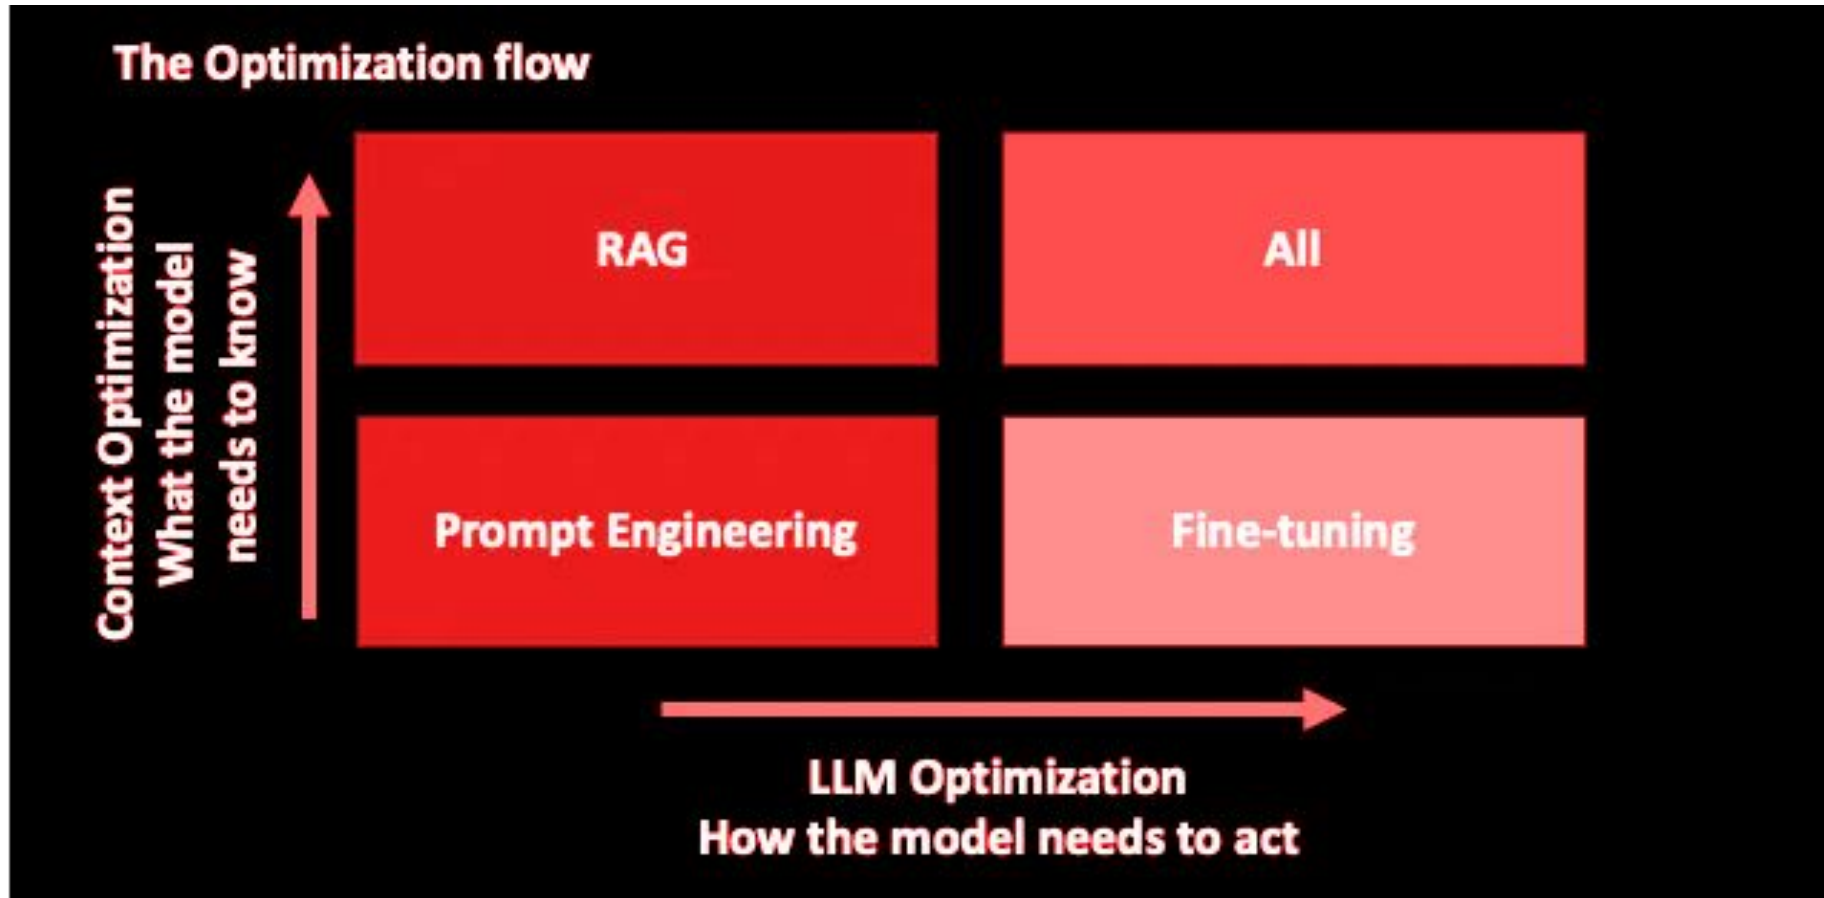 The Optimization flow
Context Optimization
What the model
needs to know
RAG
All
Prompt Engineering
Fine-tuning
LLM Optimization
How the model needs to act